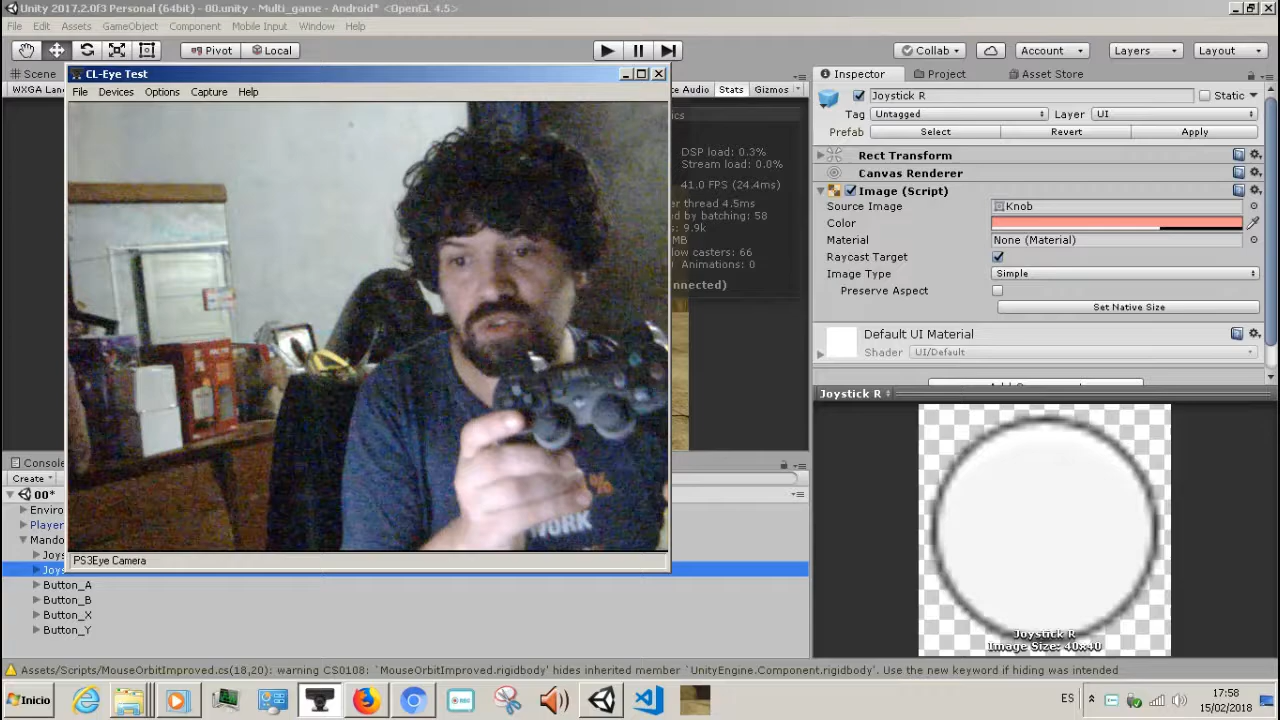 Unity 2017.2.0f3 Personal (64bit) - 00.unity - Multi_game - Android* <OpenGL 4.5>
File Edit Assets GameObject Component Mobile Input Window Help
Pivot Local Collab Account Layers Layout
Scene CL-Eye Test Inspector Project Asset Store
WXGA Lan File Devices Options Capture Help e Audio Stats Gizmos
Joystick R Static
ics
Tag Untagged Layer UI
Prefab Select Revert Apply
DSP load: 0.3%
Stream load: 0.0%
Rect Transform
Canvas Renderer
41.0 FPS (24.4ms)
Image (Script)
er thread 4.5ms
Source Image Knob
d by batching: 58
Color
9.9k
Material None (Material)
MB
low casters: 66
Raycast Target
) Animations: 0
Image Type Simple
nnected)
Preserve Aspect
Set Native Size
Default UI Material
Shader UI/Default
Joystick R
%
WORK
Console
Create
00*
Enviro
Player
Mando
PS3Eye Camera
Joys
Joys
Button_A
Button_B
Button_X
Button_Y
Joystick R
Image Size: 40x40
Assets/Scripts/MouseOrbitImproved.cs(18,20): warning CS0108: `MouseOrbitImproved.rigidbody' hides inherited member `UnityEngine.Component.rigidbody'. Use the new keyword if hiding was intended
Inicio ES 17:58
15/02/2018